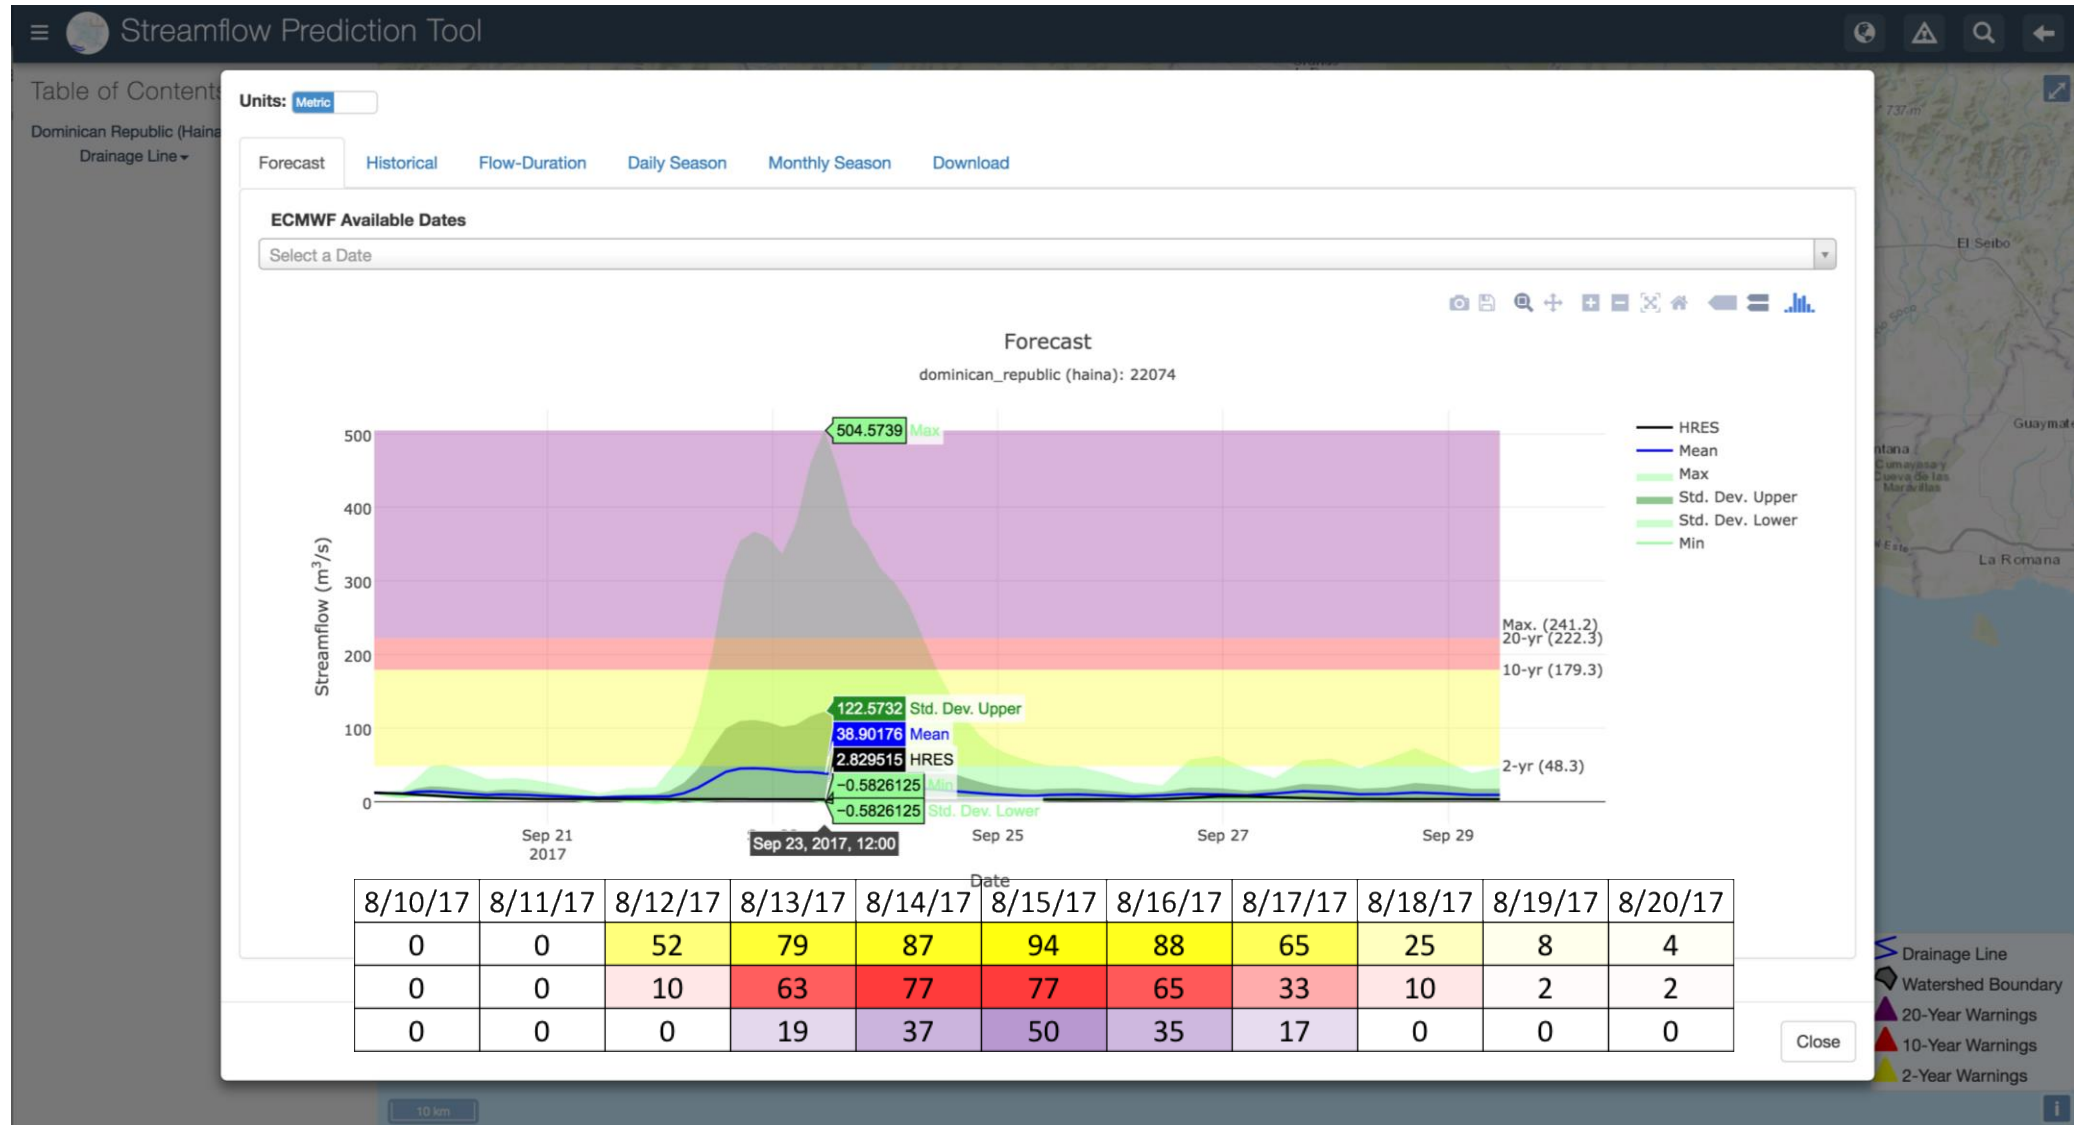 Streamflow Prediction Tool
Table of Contents
Dominican Republic (Haina
Drainage Line
Units: Metric
Forecast Historical Flow-Duration Daily Season Monthly Season Download
ECMWF Available Dates
Select a Date
Forecast
dominican_republic (haina): 22074
Streamflow (m³/s)
500
400
300
200
100
0
504.5739 Max
122.5732 Std. Dev. Upper
38.90176 Mean
2.829515 HRES
−0.5826125 Min
−0.5826125 Std. Dev. Lower
Max. (241.2)
20-yr (222.3)
10-yr (179.3)
2-yr (48.3)
HRES
Mean
Max
Std. Dev. Upper
Std. Dev. Lower
Min
Sep 21 Sep 25 Sep 27 Sep 29
2017
Sep 23, 2017, 12:00
Date
8/10/17 8/11/17 8/12/17 8/13/17 8/14/17 8/15/17 8/16/17 8/17/17 8/18/17 8/19/17 8/20/17
0 0 52 79 87 94 88 65 25 8 4
0 0 10 63 77 77 65 33 10 2 2
0 0 0 19 37 50 35 17 0 0 0
Close
737 m
El Seibo
Soco
Guaymate
ntana
Cumayasa y
Cueva de las
Maravillas
La Romana
Drainage Line
Watershed Boundary
20-Year Warnings
10-Year Warnings
2-Year Warnings
10 km
i